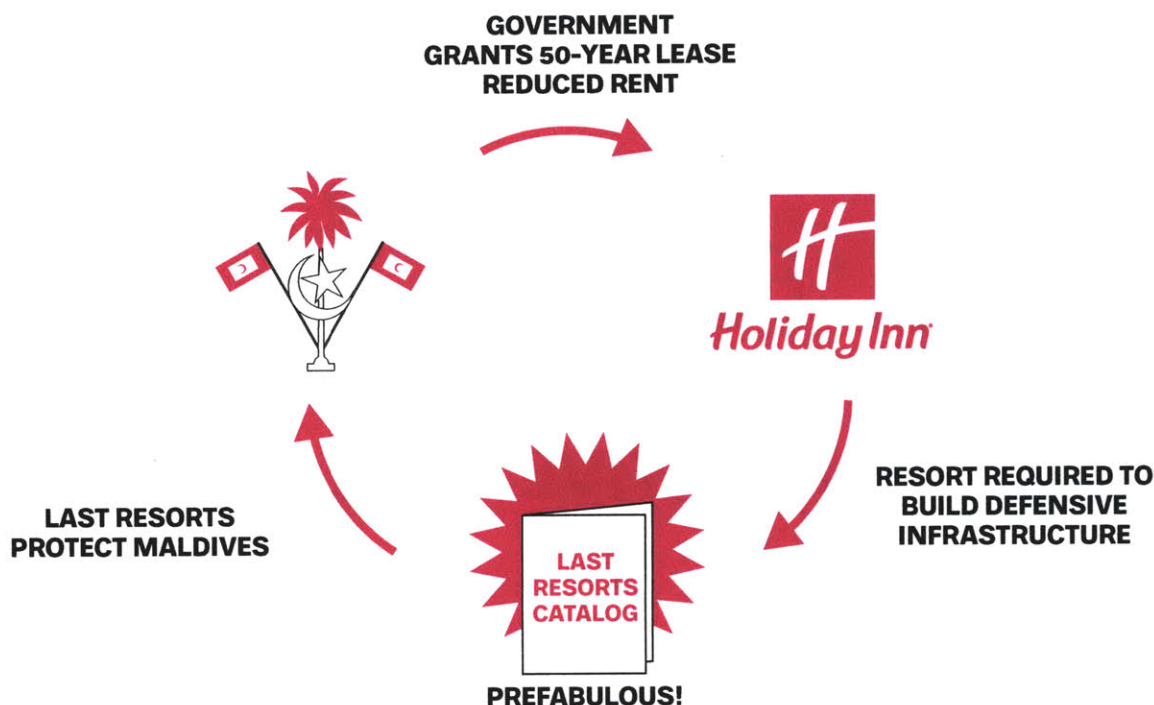 GOVERNMENT
GRANTS 50-YEAR LEASE
REDUCED RENT
H
Holiday Inn
RESORT REQUIRED TO
BUILD DEFENSIVE
INFRASTRUCTURE
LAST
RESORTS
CATALOG
PREFABULOUS!
LAST RESORTS
PROTECT MALDIVES